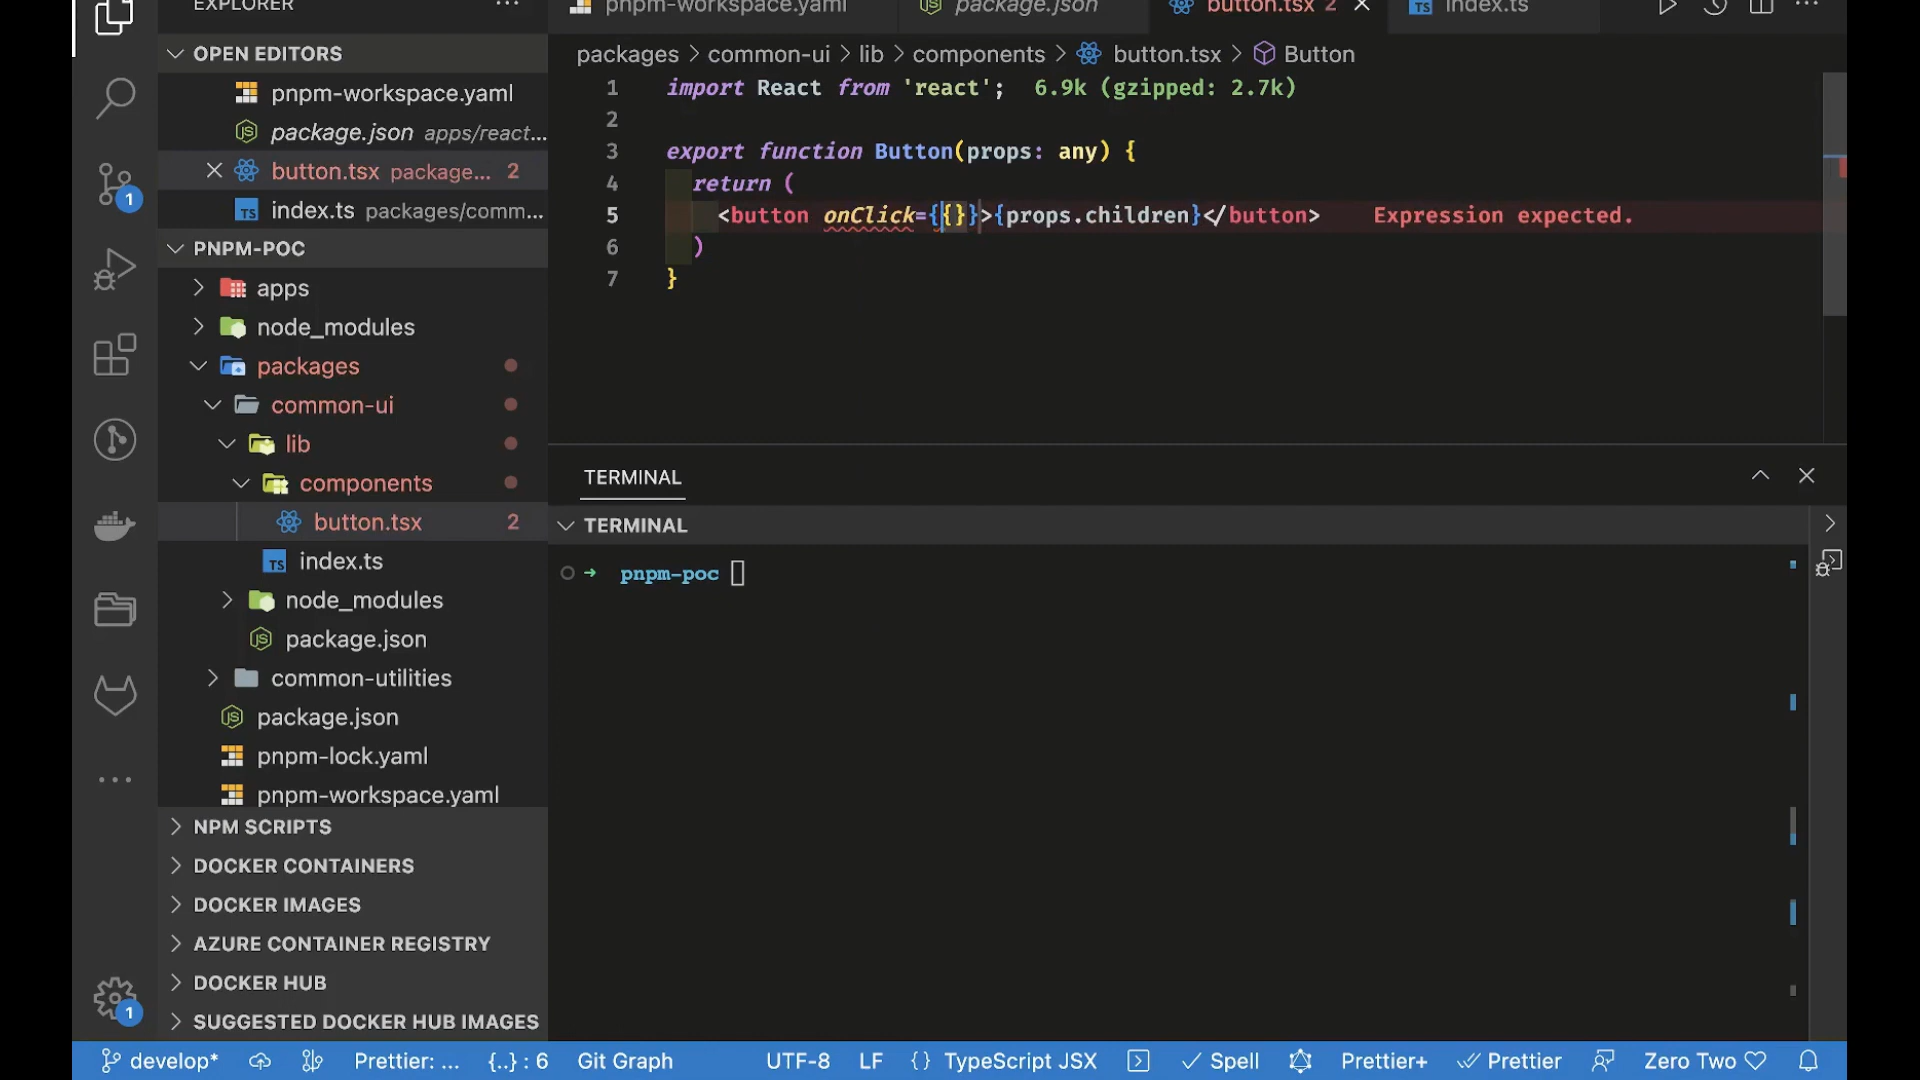 EXPLORER
pnpm-workspace.yaml
package.json
button.tsx 2
index.ts
OPEN EDITORS
pnpm-workspace.yaml
package.json apps/react...
button.tsx package... 2
index.ts packages/comm...
PNPM-POC
apps
node_modules
packages
common-ui
lib
components
button.tsx 2
index.ts
node_modules
package.json
common-utilities
package.json
pnpm-lock.yaml
pnpm-workspace.yaml
NPM SCRIPTS
DOCKER CONTAINERS
DOCKER IMAGES
AZURE CONTAINER REGISTRY
DOCKER HUB
SUGGESTED DOCKER HUB IMAGES
1
1
packages > common-ui > lib > components > button.tsx > Button
1 import React from 'react'; 6.9k (gzipped: 2.7k)
2
3 export function Button(props: any) {
4 return (
5 <button onClick={{}}>{props.children}</button> Expression expected.
6 )
7 }
TERMINAL
TERMINAL
pnpm-poc
develop* Prettier: ... {..} : 6 Git Graph UTF-8 LF {} TypeScript JSX Spell Prettier+ Prettier Zero Two